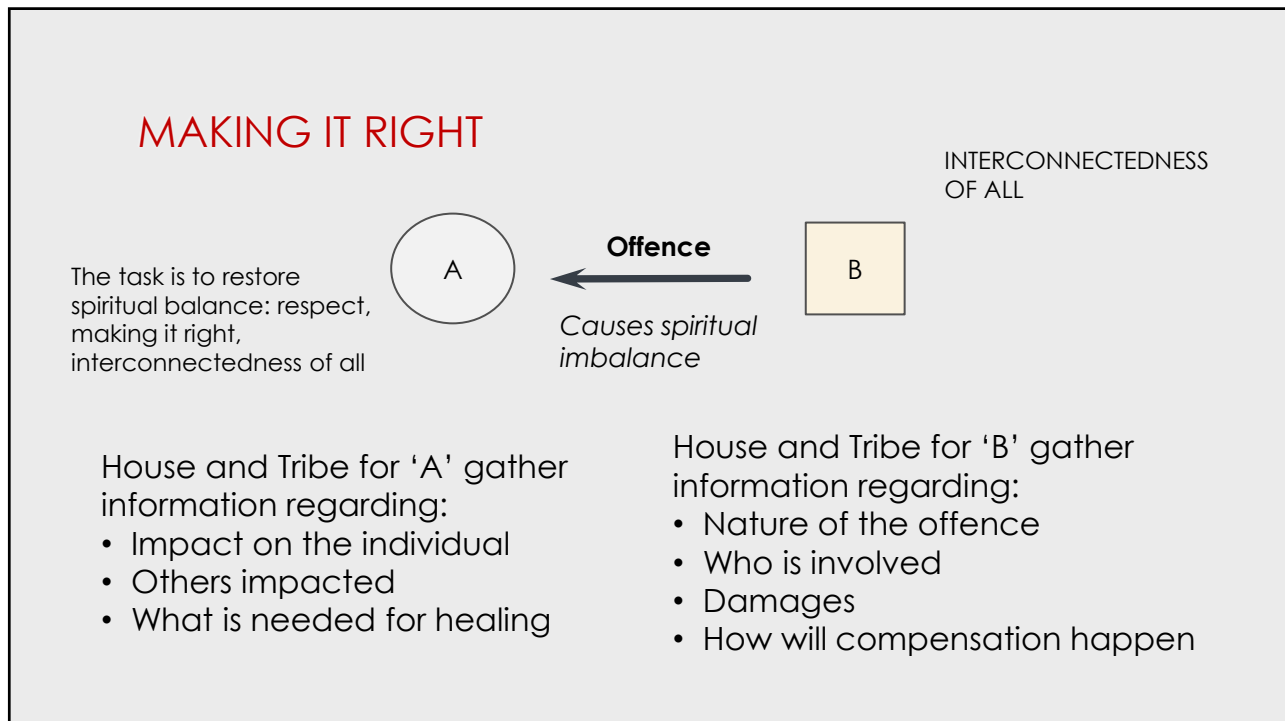 MAKING IT RIGHT
INTERCONNECTEDNESS
OF ALL
The task is to restore
spiritual balance: respect,
making it right,
interconnectedness of all
A
Offence
Causes spiritual
imbalance
B
House and Tribe for ‘A’ gather
information regarding:
• Impact on the individual
• Others impacted
• What is needed for healing
House and Tribe for ‘B’ gather
information regarding:
• Nature of the offence
• Who is involved
• Damages
• How will compensation happen